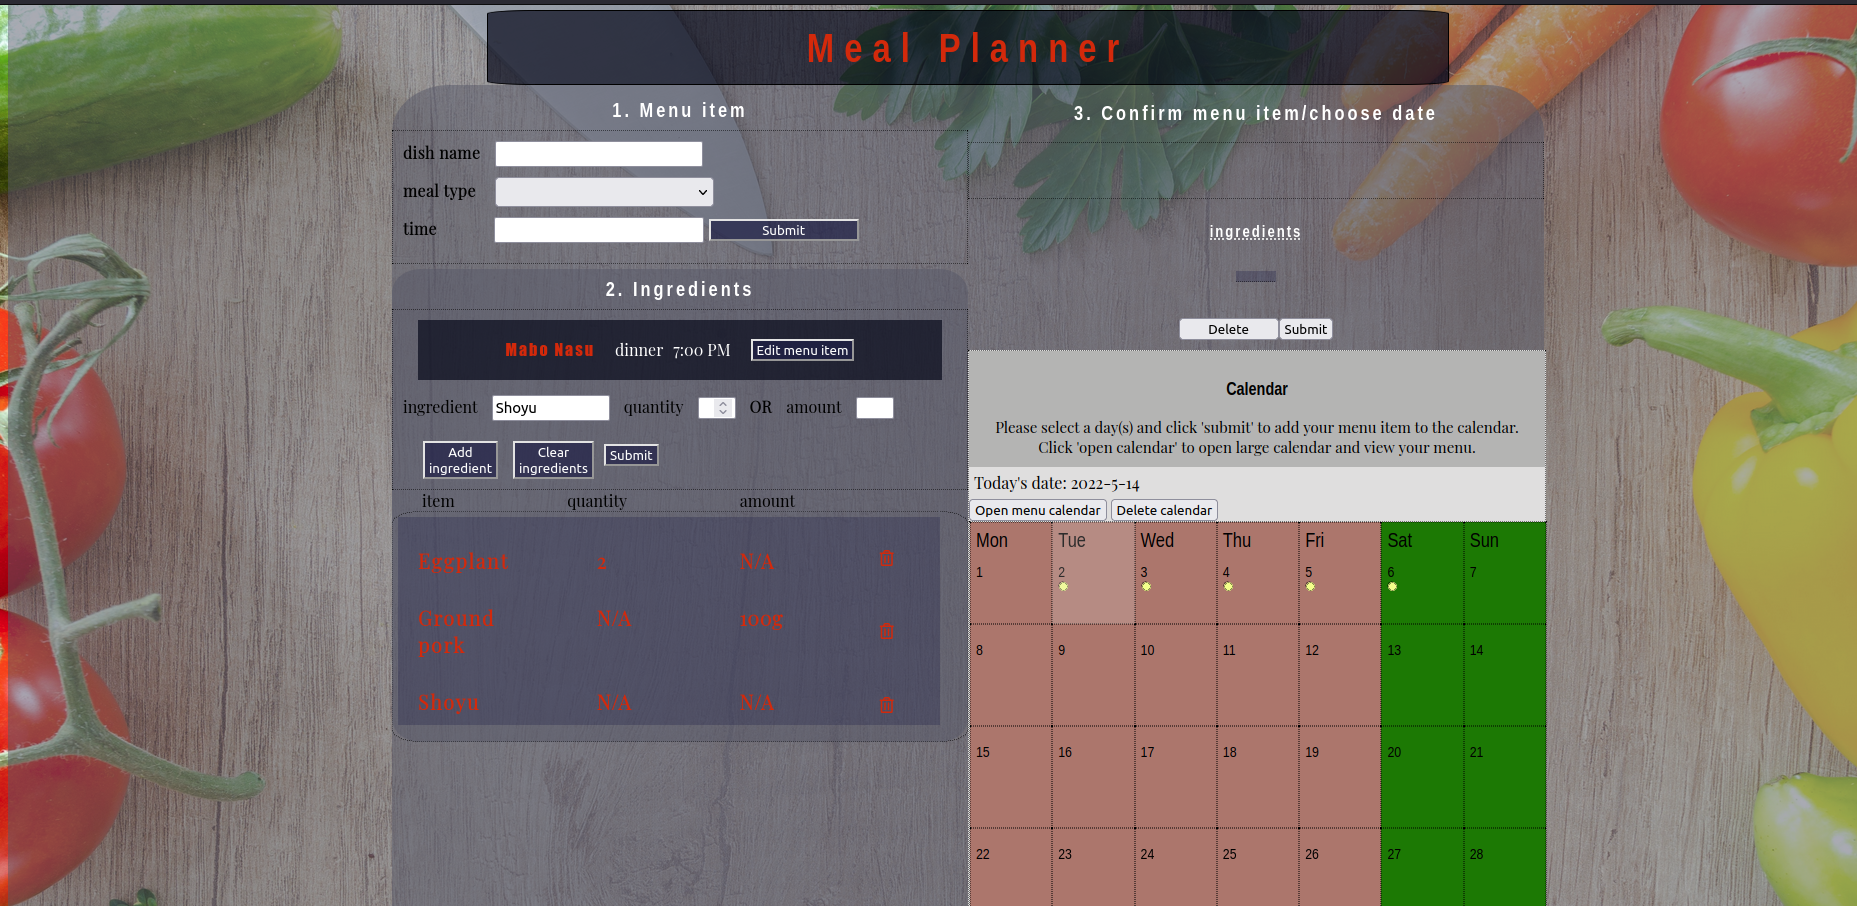 Meal Planner
1. Menu item
dish name
meal type
time
Submit
2. Ingredients
Mabo Nasu dinner 7:00 PM Edit menu item
ingredient Shoyu quantity OR amount
Add ingredient
Clear ingredients
Submit
item quantity amount
Eggplant 2 N/A
Ground pork N/A 100g
Shoyu N/A N/A
3. Confirm menu item/choose date
ingredients
Delete Submit
Calendar
Please select a day(s) and click 'submit' to add your menu item to the calendar.
Click 'open calendar' to open large calendar and view your menu.
Today's date: 2022-5-14
Open menu calendar Delete calendar
Mon Tue Wed Thu Fri Sat Sun
1 2 3 4 5 6 7
8 9 10 11 12 13 14
15 16 17 18 19 20 21
22 23 24 25 26 27 28